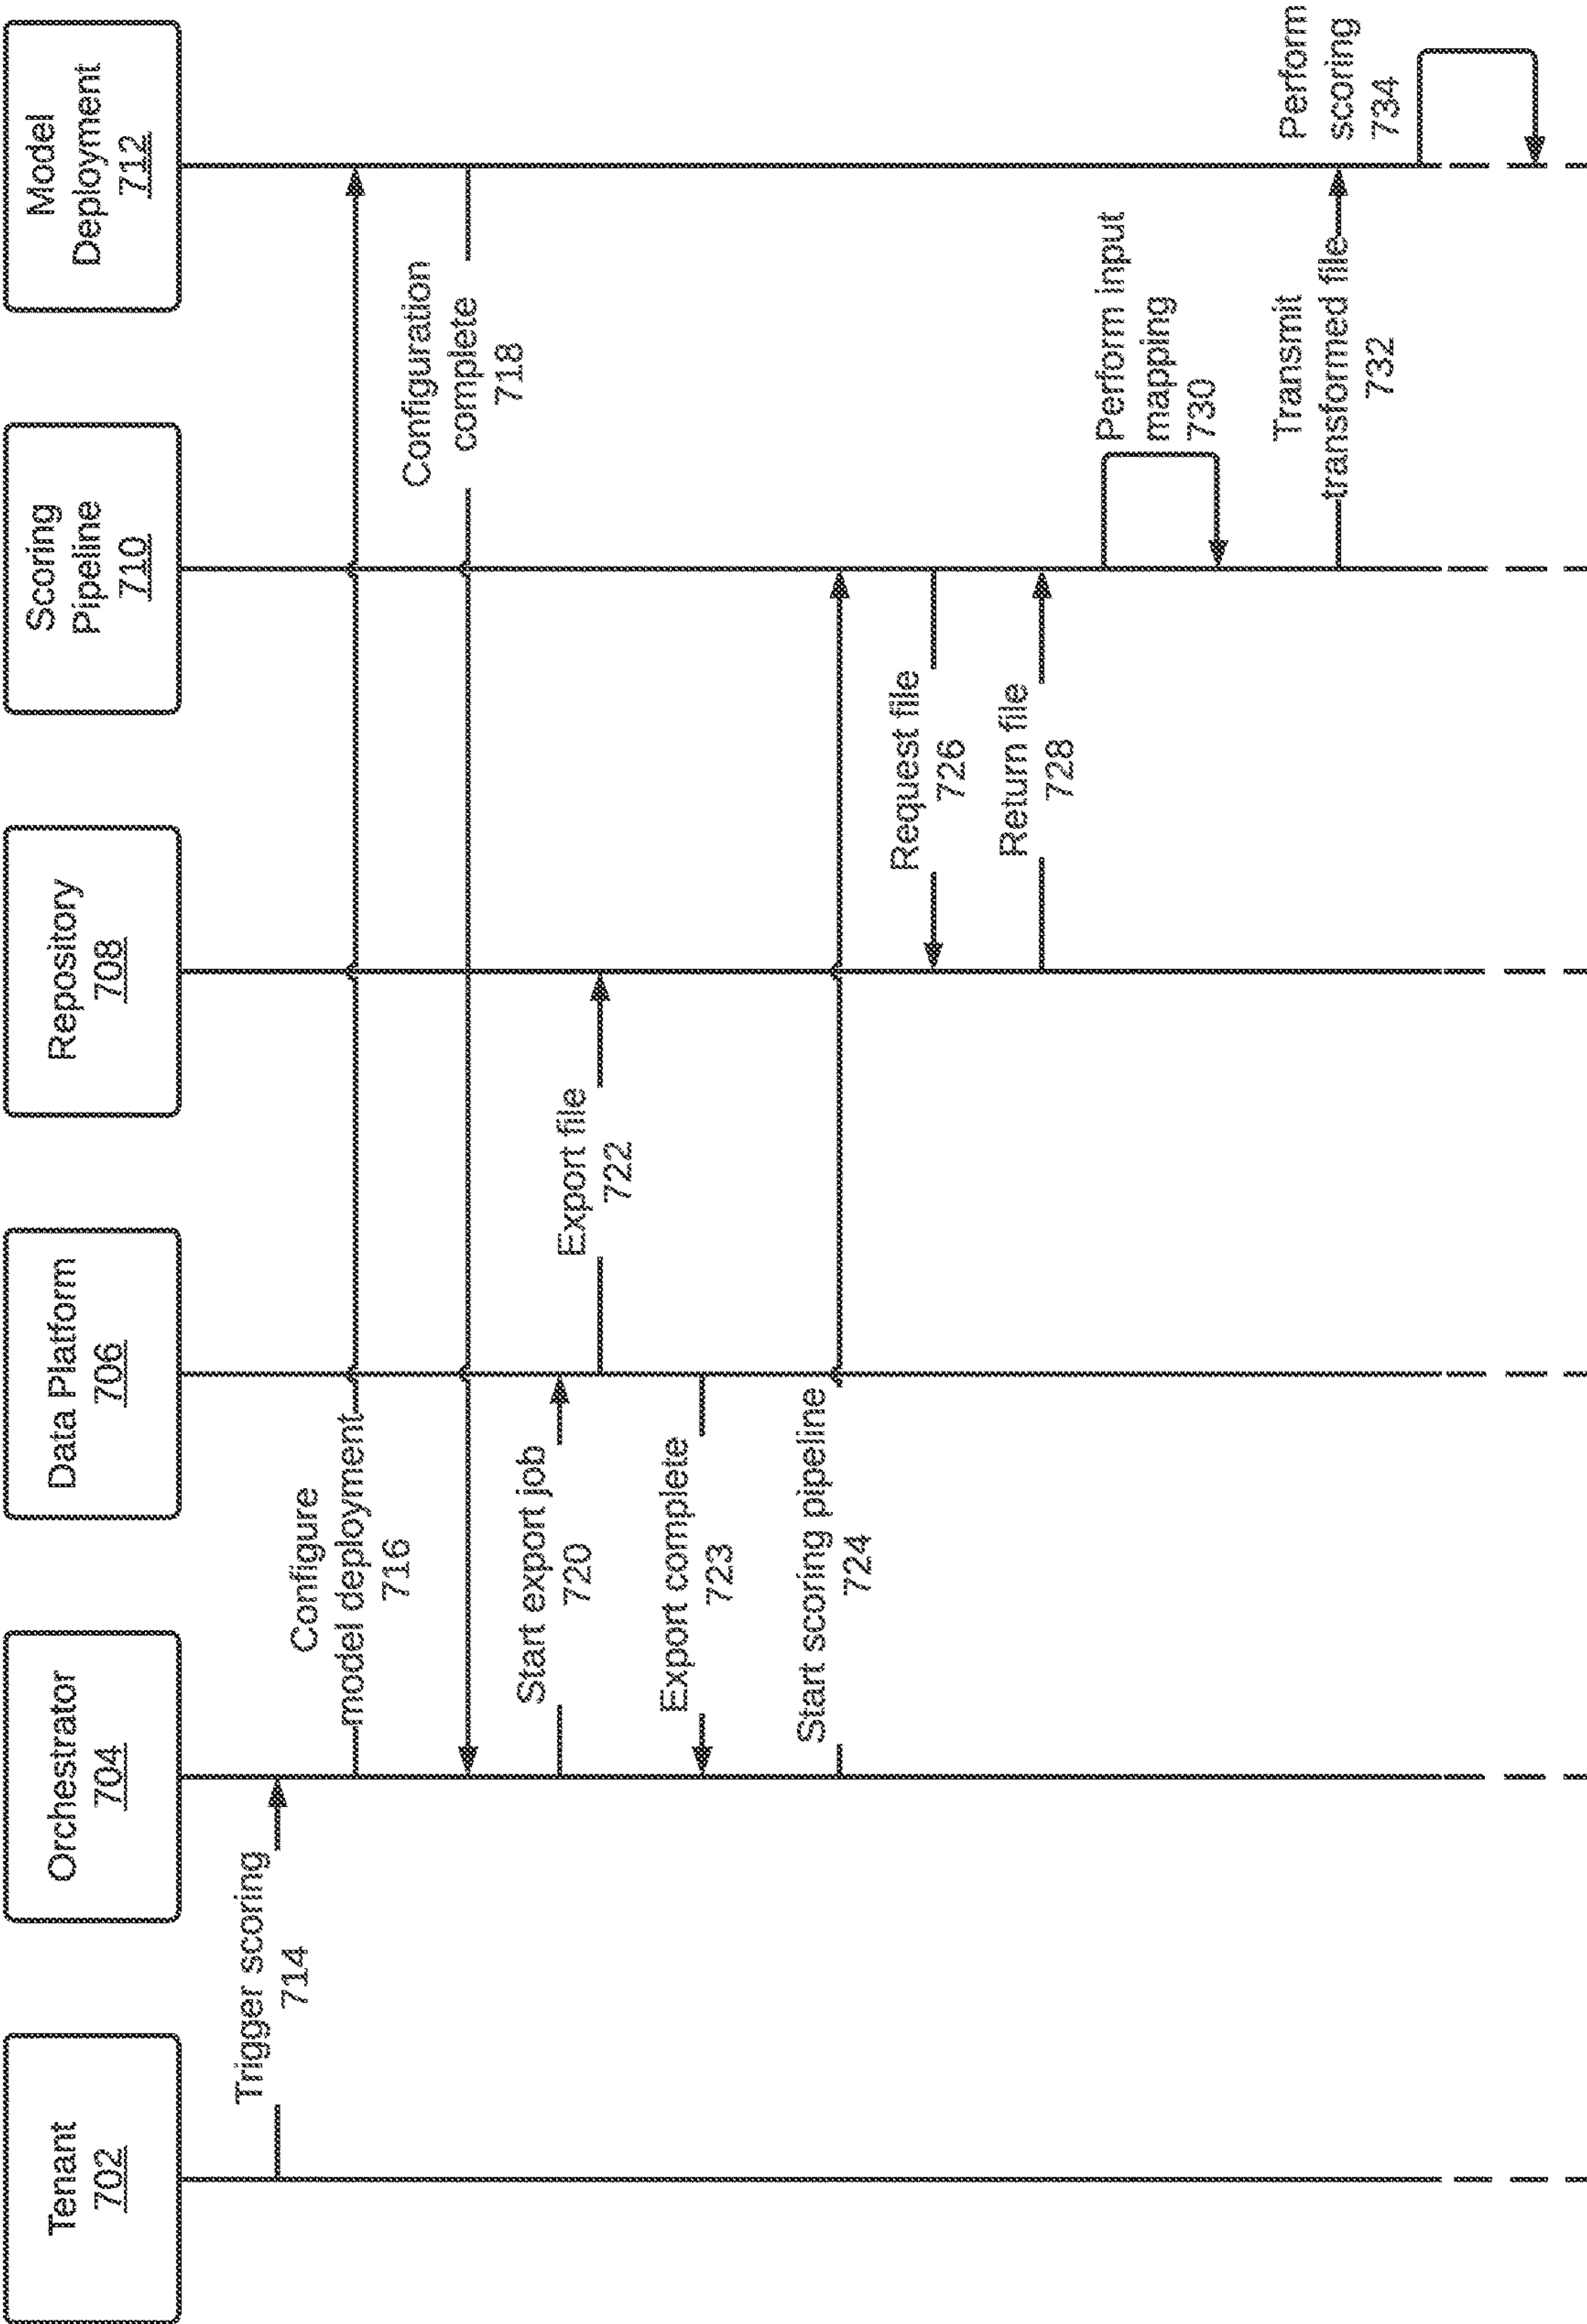 Tenant
702
Orchestrator
704
Data Platform
706
Repository
708
Scoring
Pipeline
710
Model
Deployment
712
Trigger scoring
714
Configure
model deployment
716
Configuration
complete
718
Start export job
720
Export file
722
Export complete
723
Start scoring pipeline
724
Request file
726
Return file
728
Perform input
mapping
730
Transmit
transformed file
732
Perform
scoring
734